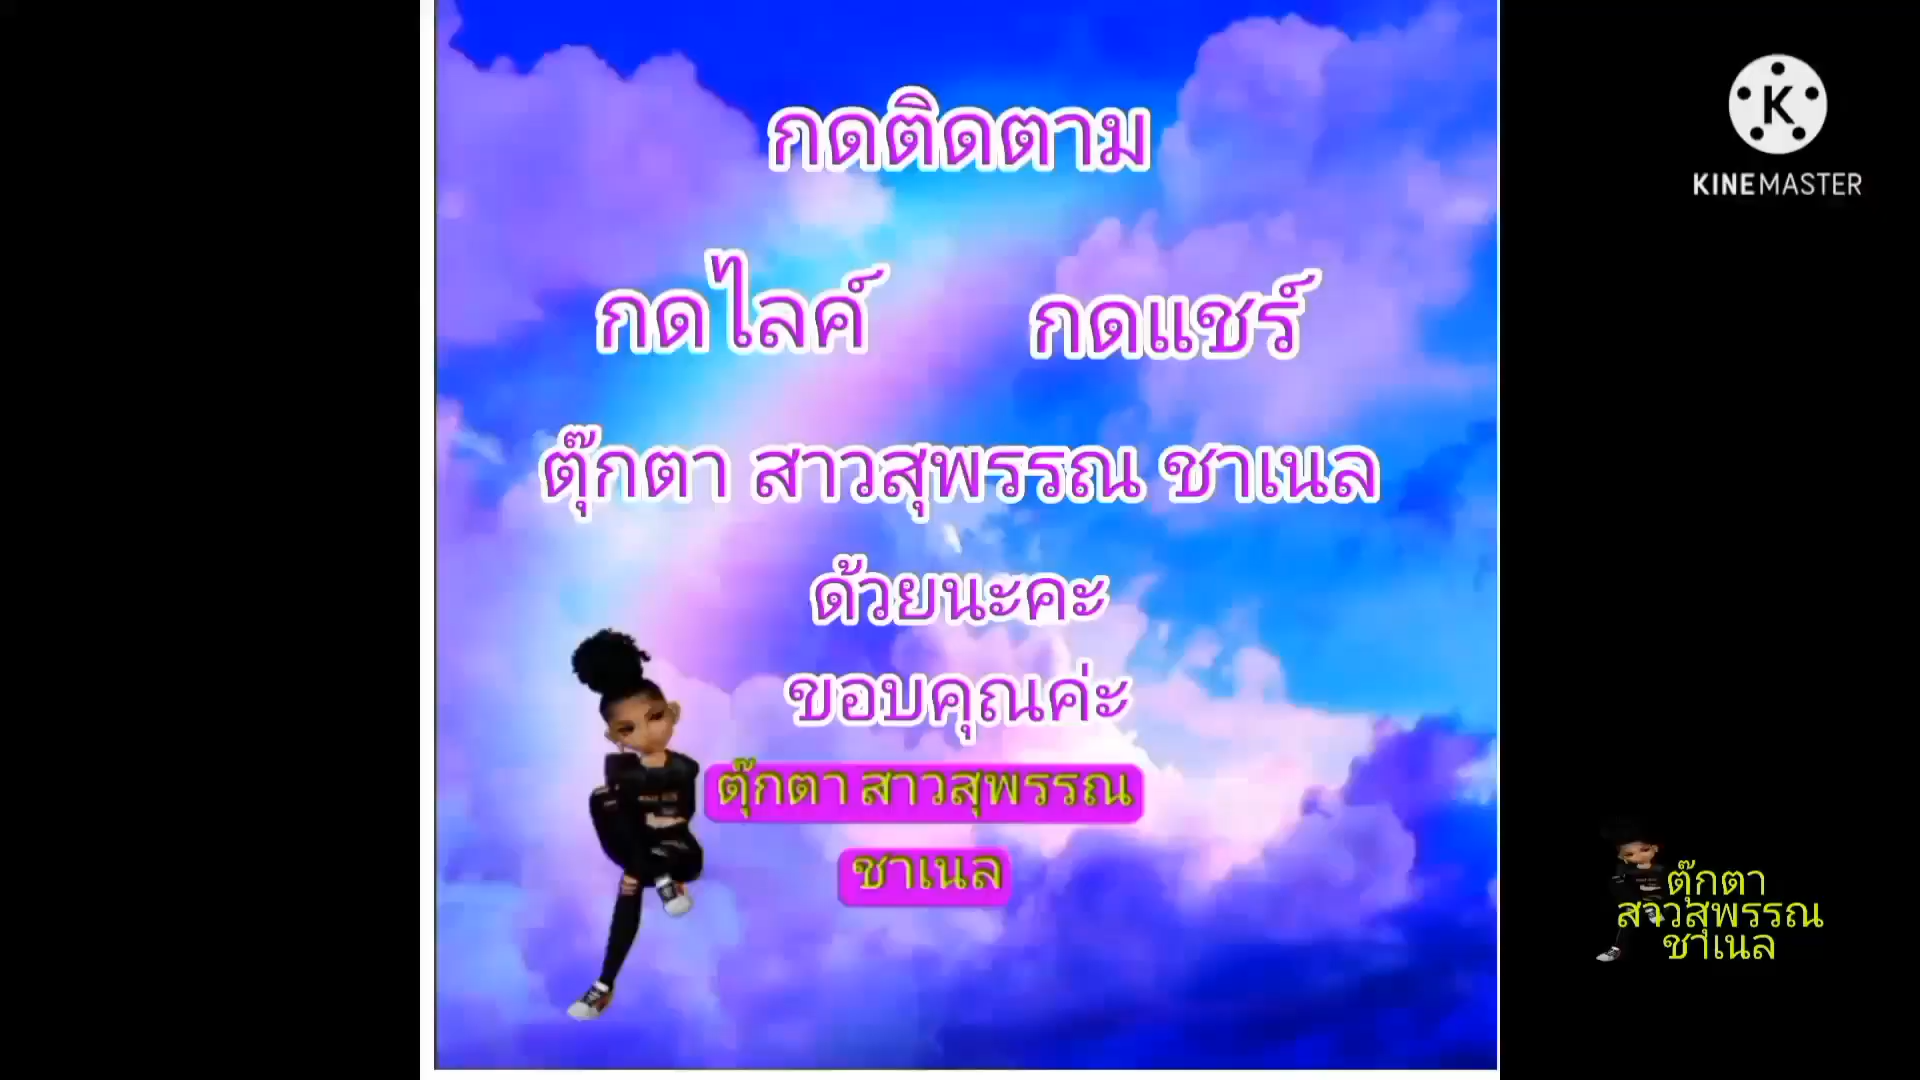 กดติดตาม
กดไลค์ กดแชร์
ตุ๊กตา สาวสุพรรณ ชาเนล
ด้วยนะคะ
ขอบคุณค่ะ
ตุ๊กตา สาวสุพรรณ
ชาเนล
KINEMASTER
ตุ๊กตา
สาวสุพรรณ
ชาเนล